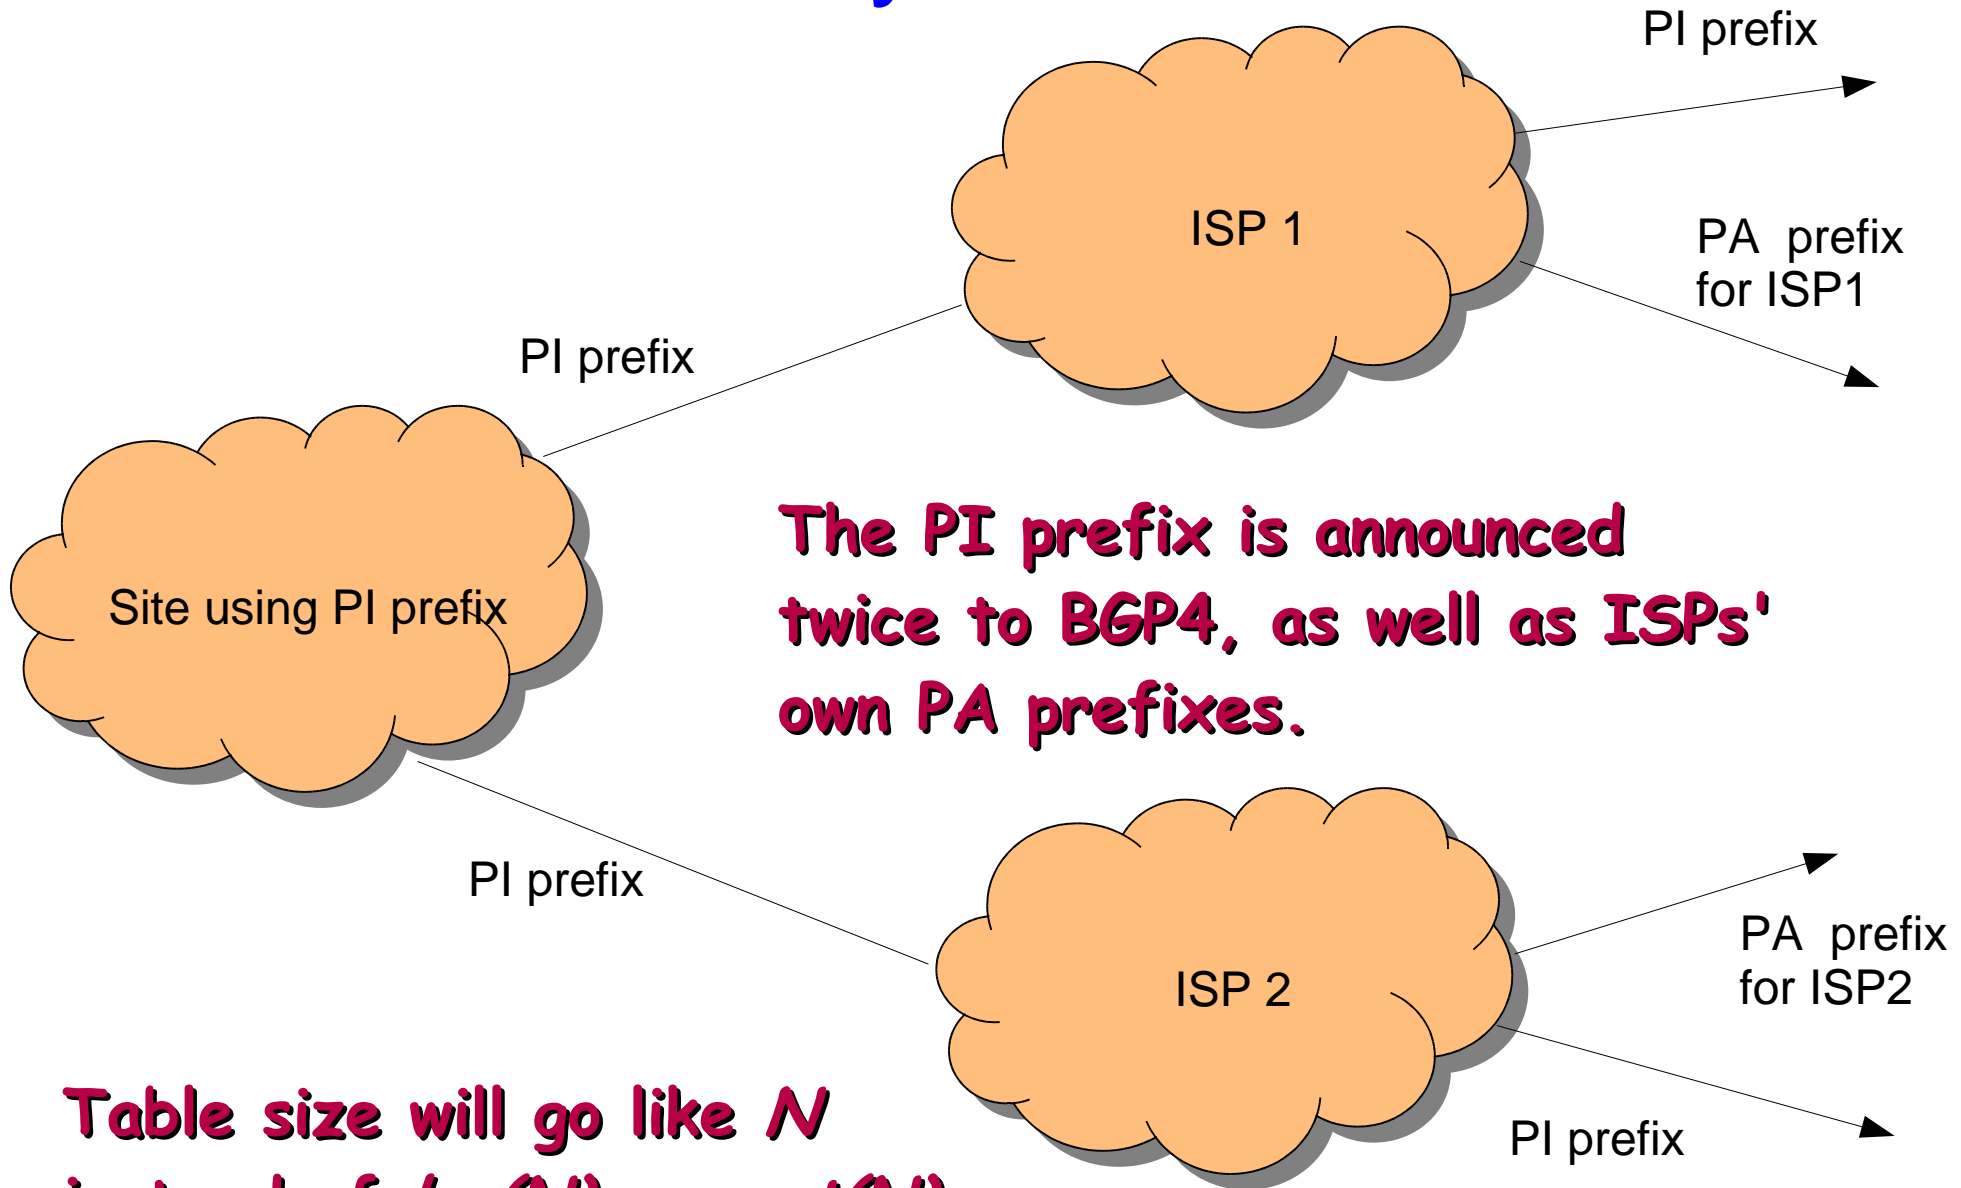 PI prefix
ISP 1
PA prefix
for ISP1
PI prefix
The PI prefix is announced
twice to BGP4, as well as ISPs'
own PA prefixes.
Site using PI prefix
PI prefix
ISP 2
PA prefix
for ISP2
PI prefix
Table size will go like N